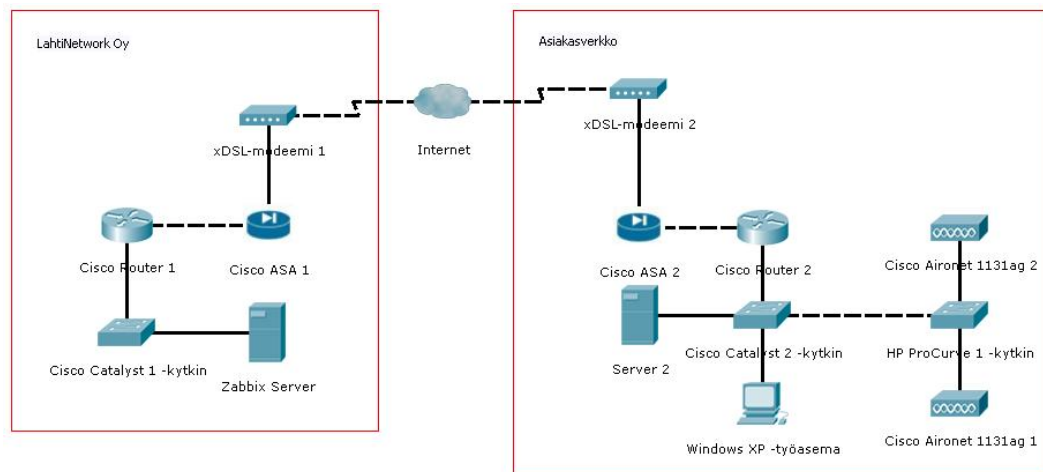 LahtiNetwork Oy
Asiakasverkko
xDSL-modeemi 1
Internet
xDSL-modeemi 2
Cisco Router 1
Cisco ASA 1
Cisco ASA 2
Cisco Router 2
Cisco Aironet 1131ag 2
Cisco Catalyst 1 -kytkin
Zabbix Server
Server 2
Cisco Catalyst 2 -kytkin
HP ProCurve 1 -kytkin
Windows XP -työasema
Cisco Aironet 1131ag 1